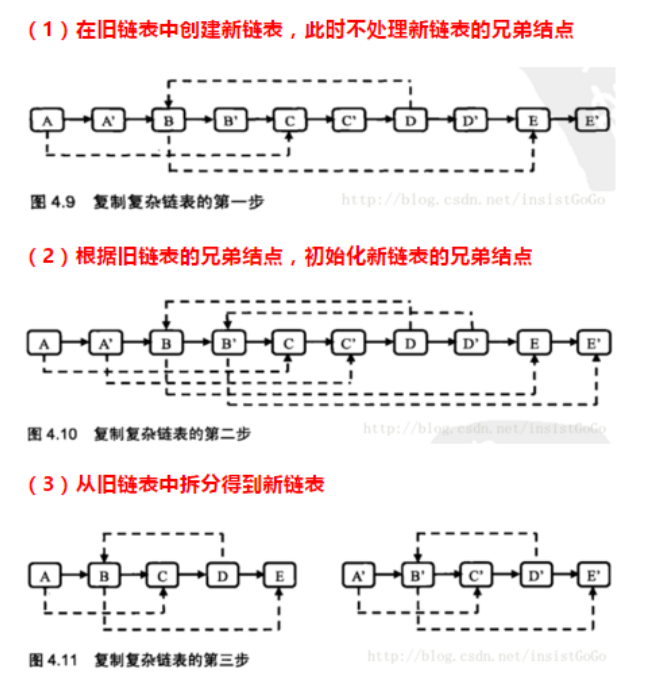 （1）在旧链表中创建新链表，此时不处理新链表的兄弟结点
A A' B B' C C' D D' E E'
图 4.9 复制复杂链表的第一步
http://blog.csdn.net/insistGoGo
（2）根据旧链表的兄弟结点，初始化新链表的兄弟结点
A A' B B' C C' D D' E E'
图 4.10 复制复杂链表的第二步
http://blog.csdn.net/insistGoGo
（3）从旧链表中拆分得到新链表
A B C D E A' B' C' D' E'
图 4.11 复制复杂链表的第三步
http://blog.csdn.net/insistGoGo